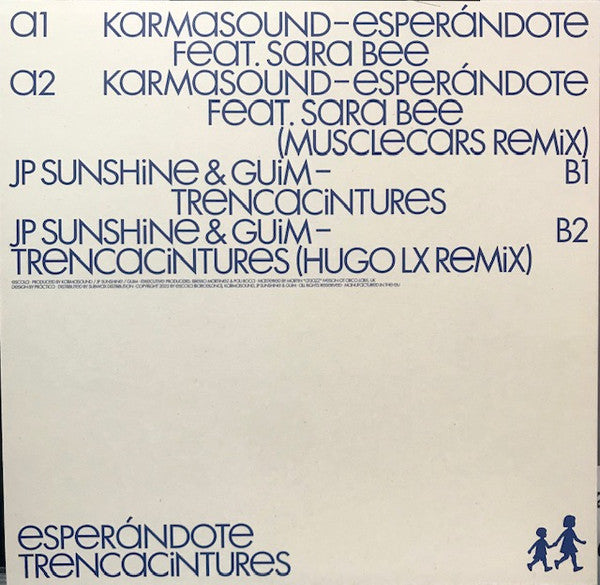 a1 KARMASOUND–ESPERÁNDOTE
FEAT. SARA BEE
a2 KARMASOUND–ESPERÁNDOTE
FEAT. SARA BEE
(MUSCLECARS REMiX)
JP SUNSHiNE & GUiM– B1
TRENCACiNTURES
JP SUNSHiNE & GUiM– B2
TRENCACiNTURES (HUGO LX REMiX)
ESPERÁNDOTE
TRENCACiNTURES